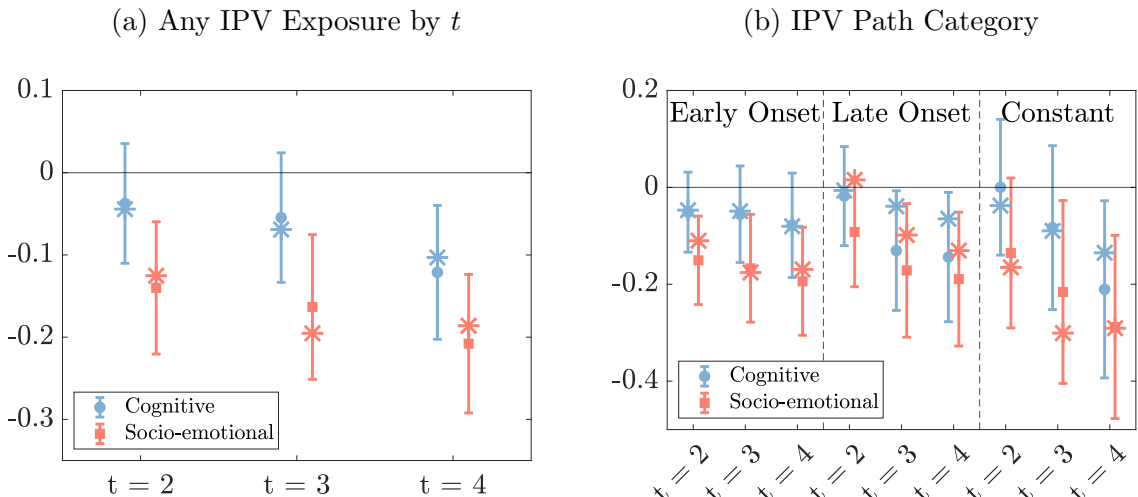 (a) Any IPV Exposure by t
0.1
0
-0.1
-0.2
-0.3
Cognitive
Socio-emotional
t = 2 t = 3 t = 4
(b) IPV Path Category
0.2
0
-0.2
-0.4
Early Onset Late Onset Constant
Cognitive
Socio-emotional
t = 2 t = 3 t = 4 t = 2 t = 3 t = 4 t = 2 t = 3 t = 4